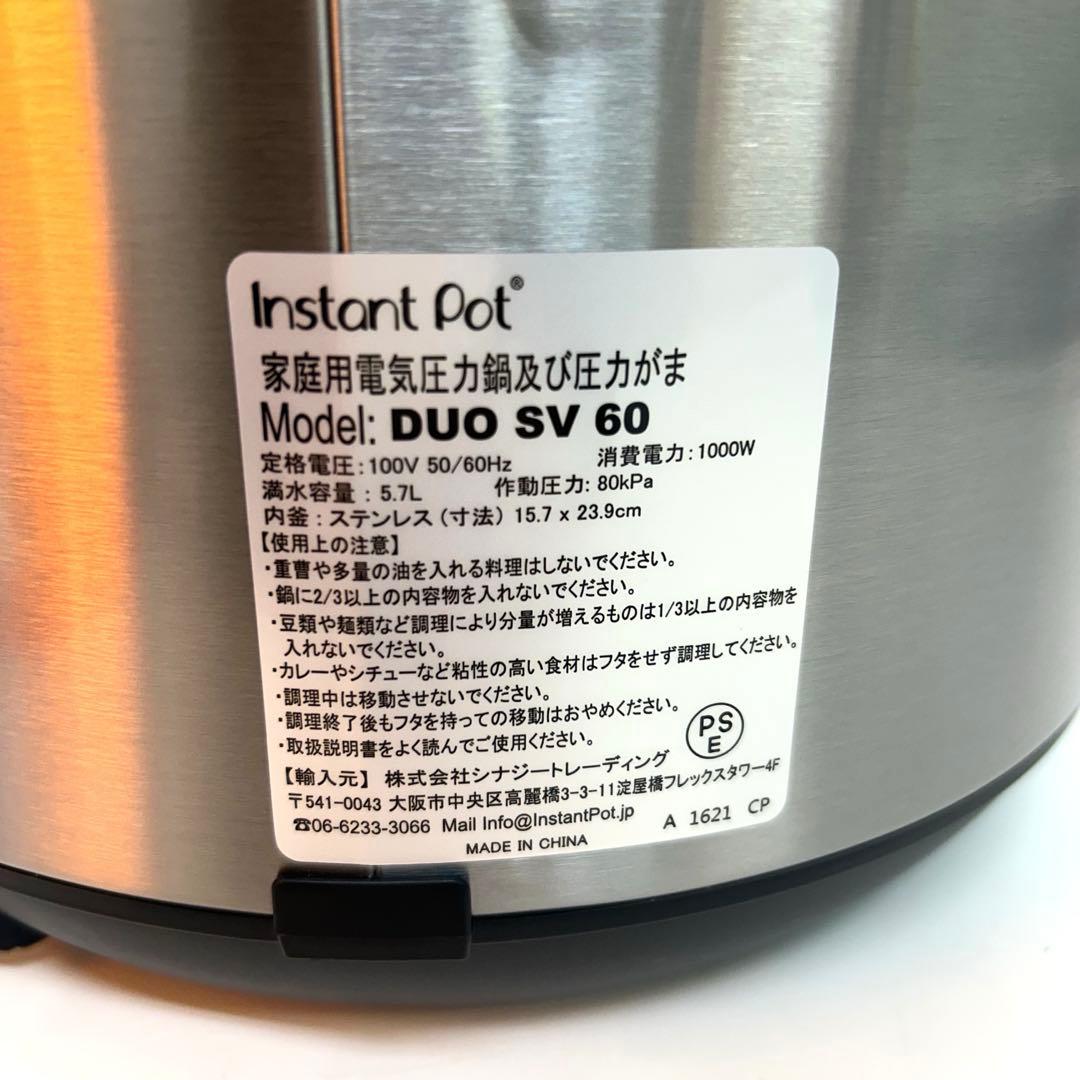 Instant Pot®
家庭用電気圧力鍋及び圧力がま
Model: DUO SV 60
定格電圧：100V 50/60Hz 消費電力：1000W
満水容量：5.7L 作動圧力：80kPa
内釜：ステンレス（寸法）15.7 x 23.9cm
【使用上の注意】
・重曹や多量の油を入れる料理はしないでください。
・鍋に2/3以上の内容物を入れないでください。
・豆類や麺類など調理により分量が増えるものは1/3以上の内容物を
入れないでください。
・カレーやシチューなど粘性の高い食材はフタをせず調理してください。
・調理中は移動させないでください。
・調理終了後もフタを持っての移動はおやめください。
・取扱説明書をよく読んでご使用ください。
PS
E
【輸入元】 株式会社シナジートレーディング
〒541-0043 大阪市中央区高麗橋3-3-11淀屋橋フレックスタワー4F
☎06-6233-3066 Mail Info@InstantPot.jp A 1621 CP
MADE IN CHINA